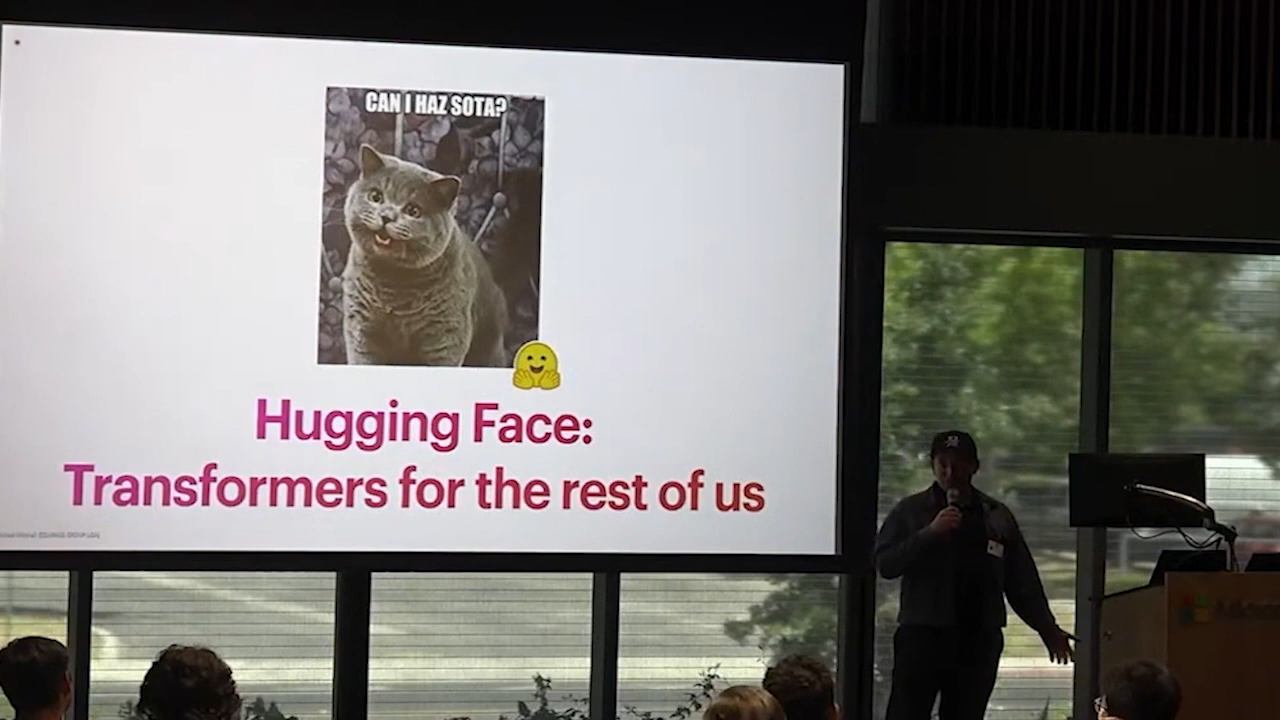 CAN I HAZ SOTA?
Hugging Face:
Transformers for the rest of us